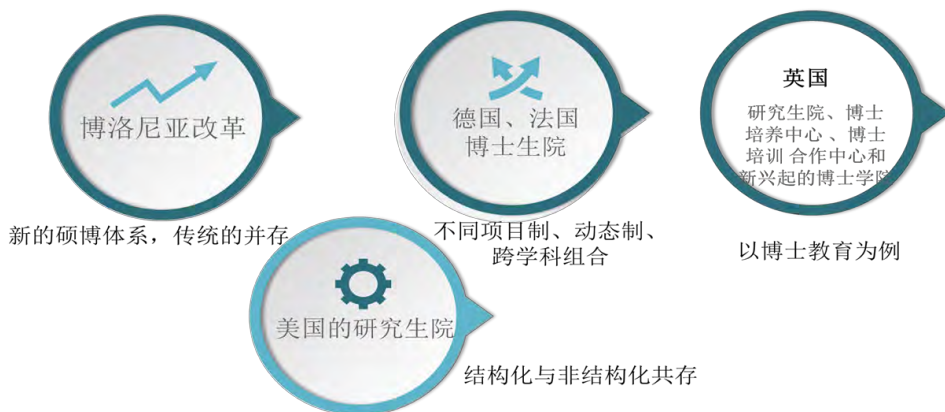 博洛尼亚改革
新的硕博体系，传统的并存
美国的研究生院
结构化与非结构化共存
德国、法国
博士生院
不同项目制、动态制、
跨学科组合
英国
研究生院、博士
培养中心 、博士
培训 合作中心和
新兴起的博士学院
以博士教育为例